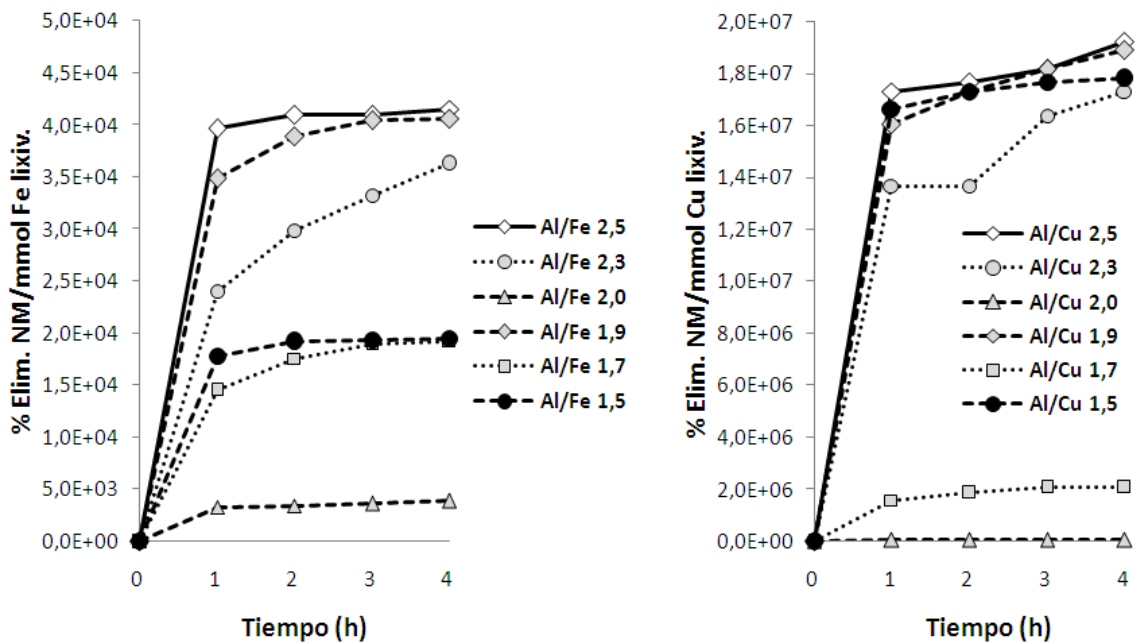 % Elim. NM/mmol Fe lixiv.
5,0E+04
4,5E+04
4,0E+04
3,5E+04
3,0E+04
2,5E+04
2,0E+04
1,5E+04
1,0E+04
5,0E+03
0,0E+00
0 1 2 3 4
Tiempo (h)
Al/Fe 2,5
Al/Fe 2,3
Al/Fe 2,0
Al/Fe 1,9
Al/Fe 1,7
Al/Fe 1,5
% Elim. NM/mmol Cu lixiv.
2,0E+07
1,8E+07
1,6E+07
1,4E+07
1,2E+07
1,0E+07
8,0E+06
6,0E+06
4,0E+06
2,0E+06
0,0E+00
0 1 2 3 4
Tiempo (h)
Al/Cu 2,5
Al/Cu 2,3
Al/Cu 2,0
Al/Cu 1,9
Al/Cu 1,7
Al/Cu 1,5